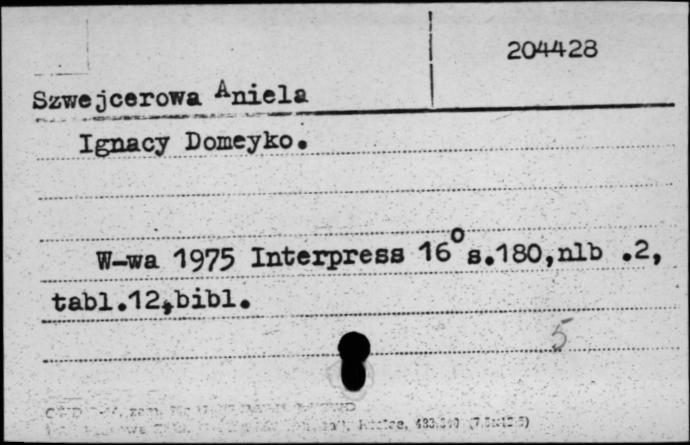 204428
Szwejcerowa Aniela
Ignacy Domeyko.
W-wa 1975 Interpress 16° s.180,nlb .2,
tabl.12,bibl.
5